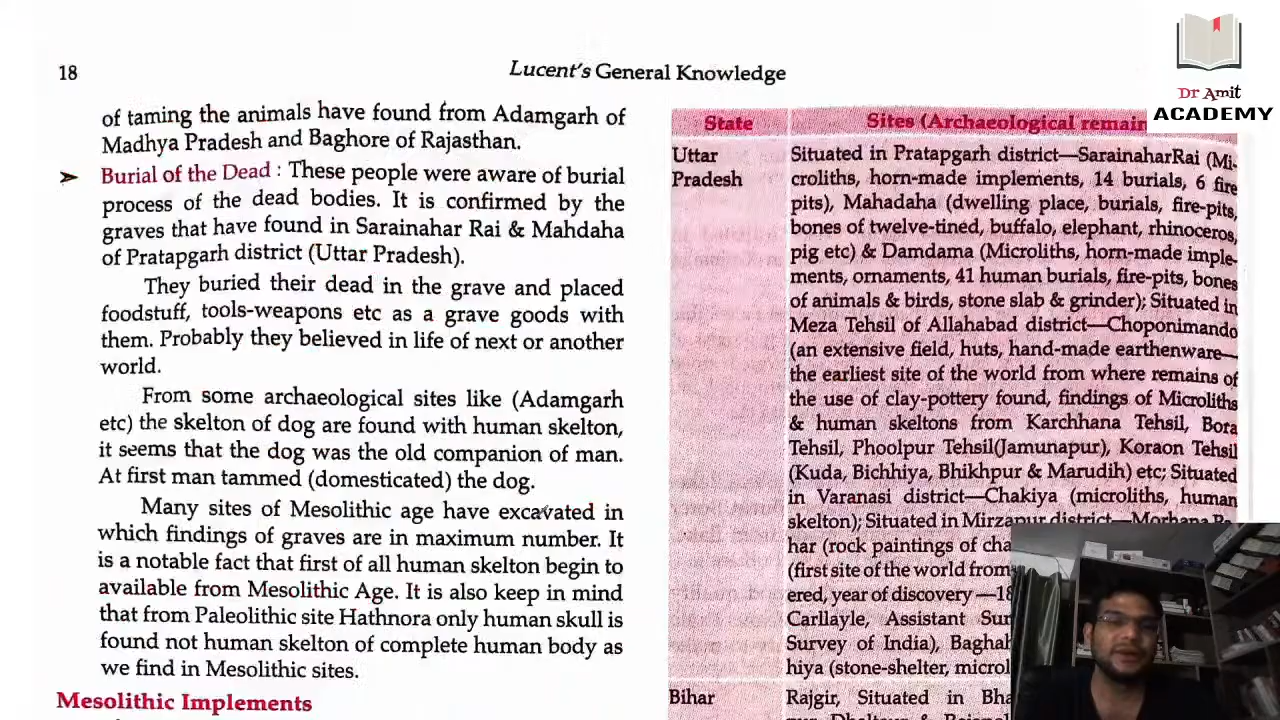 18
Lucent's General Knowledge
Dr Amit
ACADEMY
of taming the animals have found from Adamgarh of
Madhya Pradesh and Baghore of Rajasthan.
➤ Burial of the Dead : These people were aware of burial
process of the dead bodies. It is confirmed by the
graves that have found in Sarainahar Rai & Mahdaha
of Pratapgarh district (Uttar Pradesh).
They buried their dead in the grave and placed
foodstuff, tools-weapons etc as a grave goods with
them. Probably they believed in life of next or another
world.
From some archaeological sites like (Adamgarh
etc) the skelton of dog are found with human skelton,
it seems that the dog was the old companion of man.
At first man tammed (domesticated) the dog.
Many sites of Mesolithic age have excavated in
which findings of graves are in maximum number. It
is a notable fact that first of all human skelton begin to
available from Mesolithic Age. It is also keep in mind
that from Paleolithic site Hathnora only human skull is
found not human skelton of complete human body as
we find in Mesolithic sites.
Mesolithic Implements
State
Sites (Archaeological remain
Uttar
Pradesh
Situated in Pratapgarh district—SarainaharRai (Mi-
croliths, horn-made implements, 14 burials, 6 fire
pits), Mahadaha (dwelling place, burials, fire-pits,
bones of twelve-tined, buffalo, elephant, rhinoceros,
pig etc) & Damdama (Microliths, horn-made imple-
ments, ornaments, 41 human burials, fire-pits, bones
of animals & birds, stone slab & grinder); Situated in
Meza Tehsil of Allahabad district—Choponimando
(an extensive field, huts, hand-made earthenware—
the earliest site of the world from where remains of
the use of clay-pottery found, findings of Microliths
& human skeltons from Karchhana Tehsil, Bora
Tehsil, Phoolpur Tehsil(Jamunapur), Koraon Tehsil
(Kuda, Bichhiya, Bhikhpur & Marudih) etc; Situated
in Varanasi district—Chakiya (microliths, human
skelton); Situated in Mirzapur district—Morhana Pa-
har (rock paintings of cha
(first site of the world from
ered, year of discovery —18
Carllayle, Assistant Sur
Survey of India), Baghah
hiya (stone-shelter, microl
Bihar
Rajgir, Situated in Bha